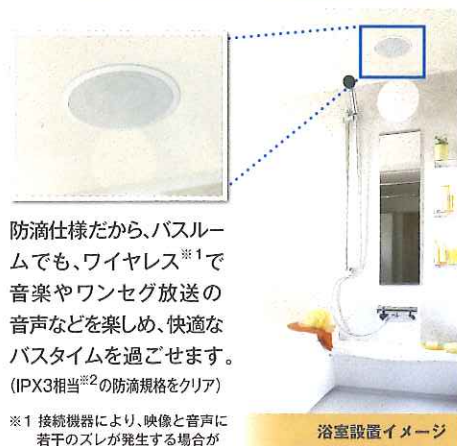 防滴仕様だから、バスルー
ムでも、ワイヤレス※1で
音楽やワンセグ放送の
音声などを楽しめ、快適な
バスタイムを過ごせます。
(IPX3相当※2の防滴規格をクリア)
※1 接続機器により、映像と音声に
若干のズレが発生する場合が
浴室設置イメージ